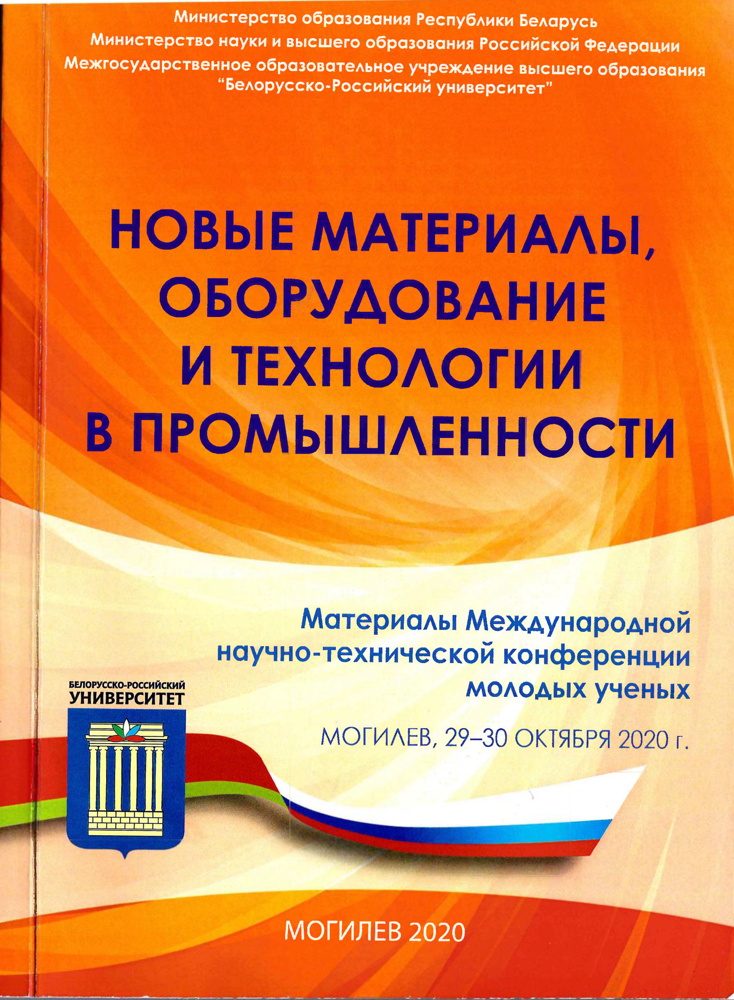 Министерство образования Республики Беларусь
Министерство науки и высшего образования Российской Федерации
Межгосударственное образовательное учреждение высшего образования
“Белорусско-Российский университет”
НОВЫЕ МАТЕРИАЛЫ,
ОБОРУДОВАНИЕ
И ТЕХНОЛОГИИ
В ПРОМЫШЛЕННОСТИ
Материалы Международной
научно-технической конференции
молодых ученых
МОГИЛЕВ, 29–30 ОКТЯБРЯ 2020 г.
БЕЛОРУССКО-РОССИЙСКИЙ
УНИВЕРСИТЕТ
МОГИЛЕВ 2020